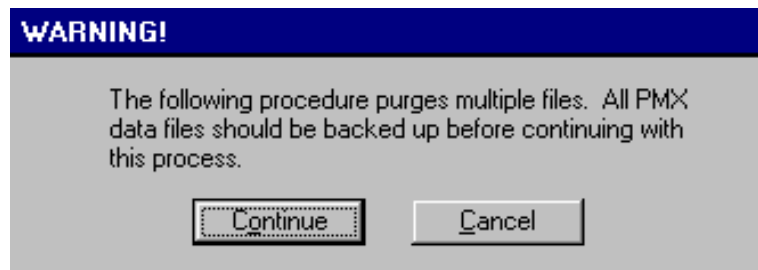 WARNING!
The following procedure purges multiple files.  All PMX
data files should be backed up before continuing with
this process.
Continue Cancel